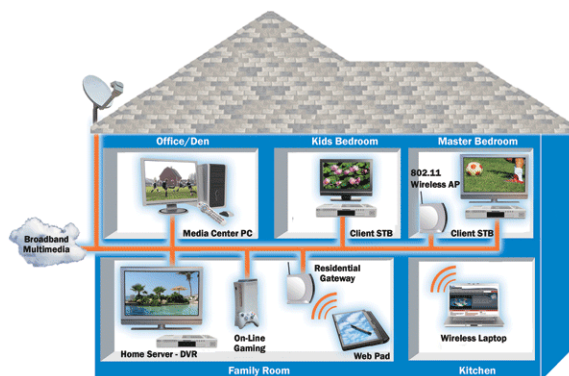 Office/Den
Kids Bedroom
Master Bedroom
802.11
Wireless AP
Media Center PC
Client STB
Client STB
Broadband
Multimedia
Residential
Gateway
On-Line
Gaming
Home Server - DVR
Web Pad
Wireless Laptop
Family Room
Kitchen